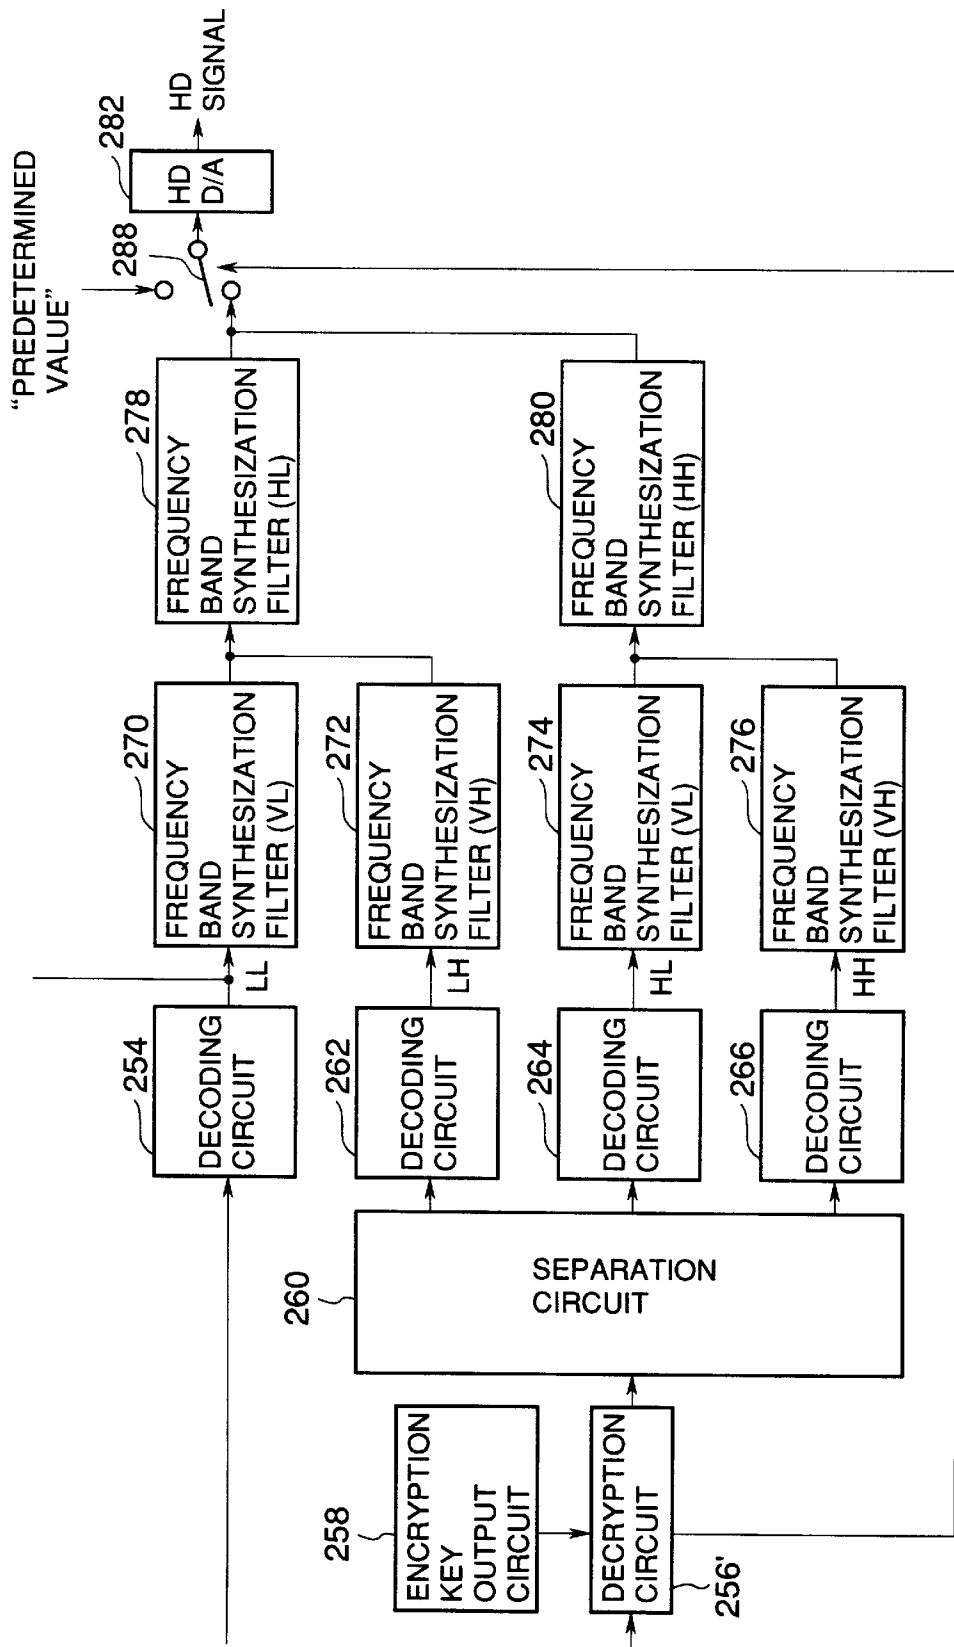 "PREDETERMINED
VALUE"
288
282
HD
D/A
HD
SIGNAL
254
DECODING
CIRCUIT
LL
270
FREQUENCY
BAND
SYNTHESIZATION
FILTER (VL)
278
FREQUENCY
BAND
SYNTHESIZATION
FILTER (HL)
260
SEPARATION
CIRCUIT
262
DECODING
CIRCUIT
LH
272
FREQUENCY
BAND
SYNTHESIZATION
FILTER (VH)
258
ENCRYPTION
KEY
OUTPUT
CIRCUIT
264
DECODING
CIRCUIT
HL
274
FREQUENCY
BAND
SYNTHESIZATION
FILTER (VL)
280
FREQUENCY
BAND
SYNTHESIZATION
FILTER (HH)
DECRYPTION
CIRCUIT
256'
266
DECODING
CIRCUIT
HH
276
FREQUENCY
BAND
SYNTHESIZATION
FILTER (VH)